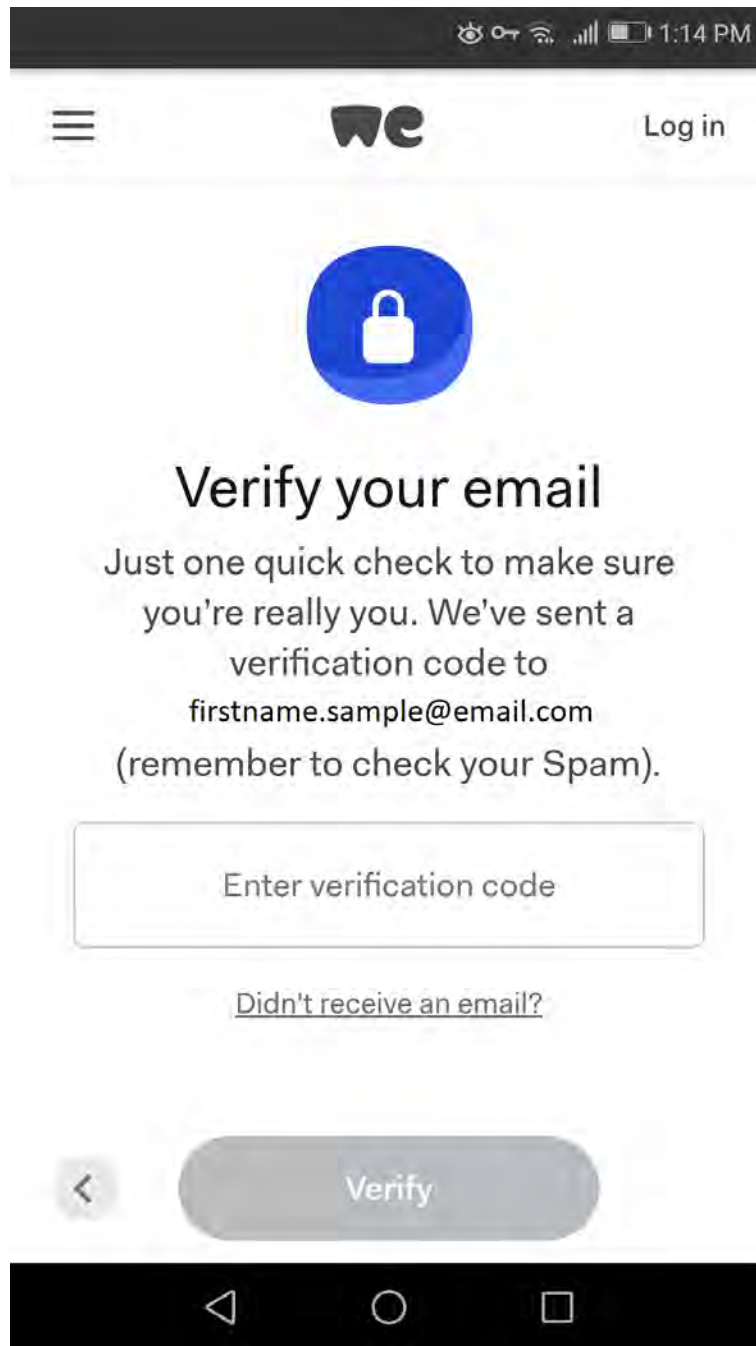 1:14 PM
we
Log in
Verify your email
Just one quick check to make sure
you're really you. We've sent a
verification code to
firstname.sample@email.com
(remember to check your Spam).
Enter verification code
Didn't receive an email?
Verify